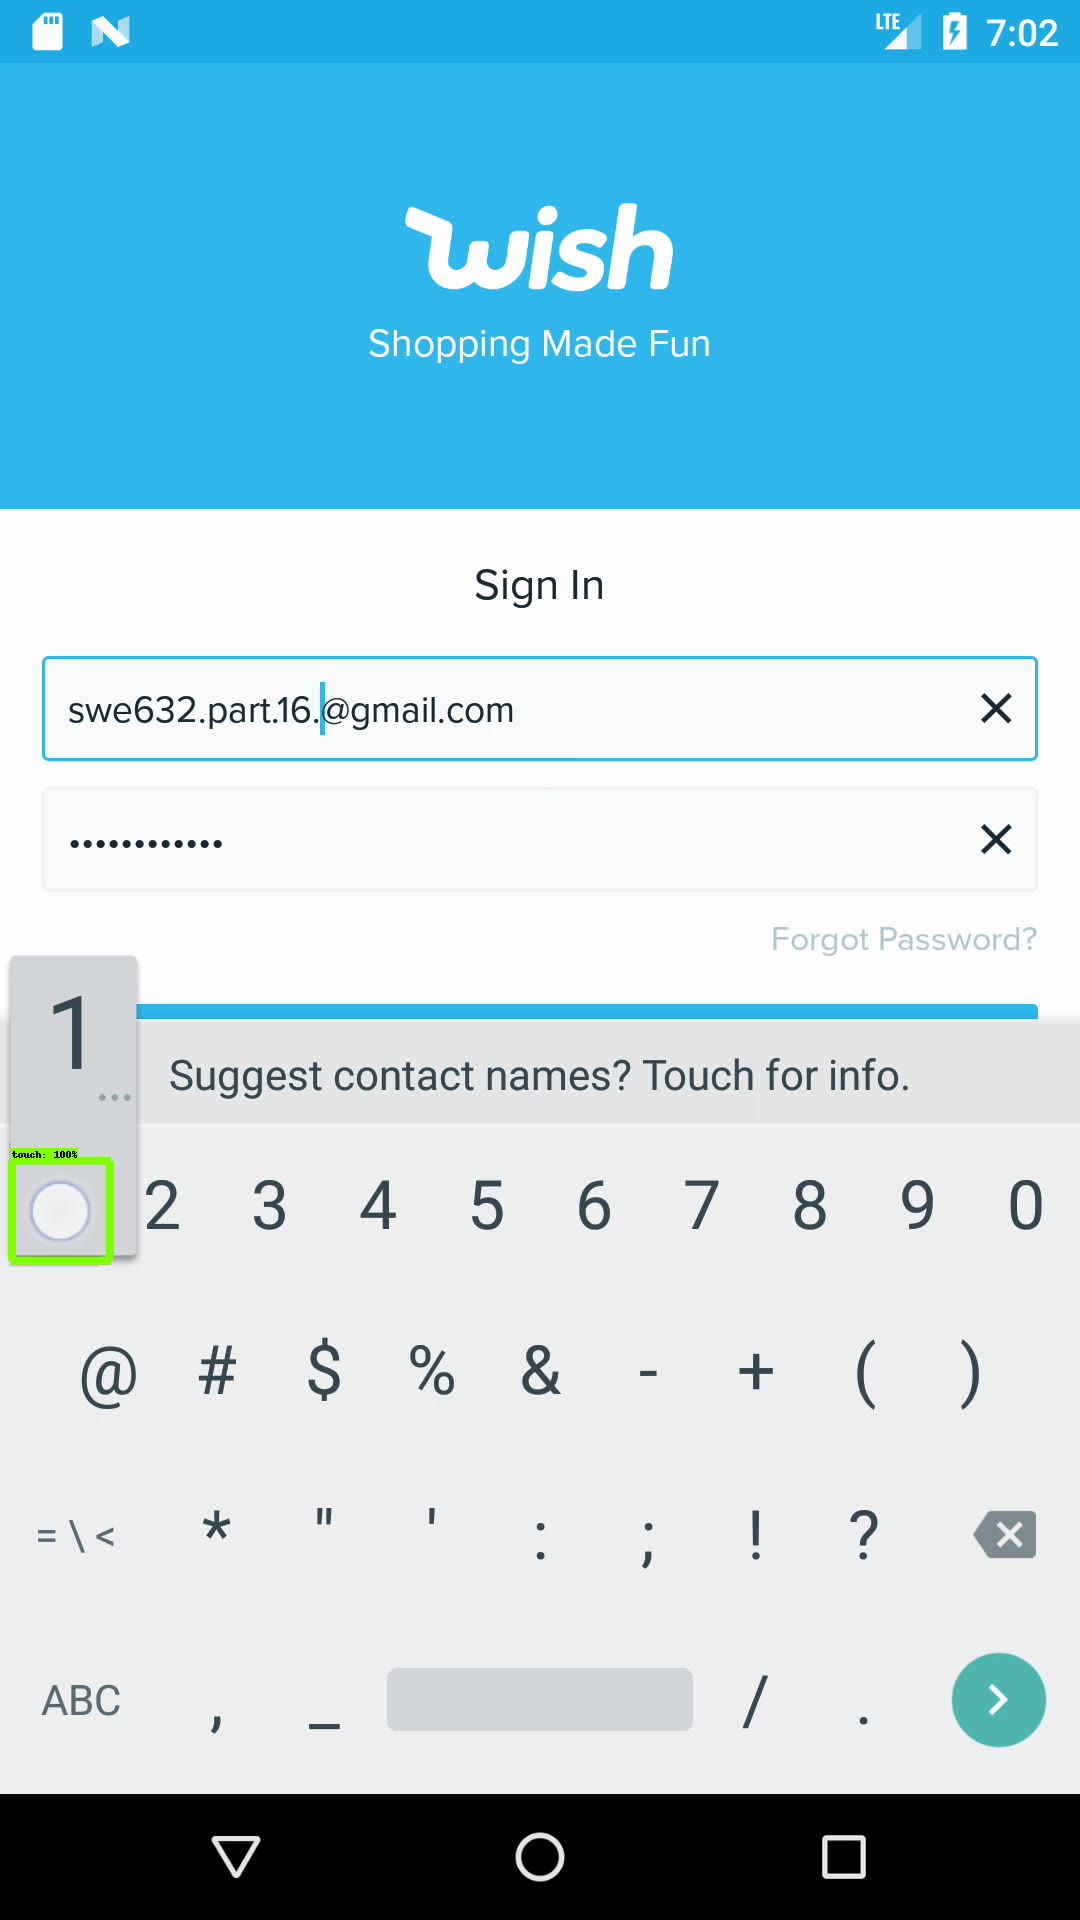 LTE 7:02
wish
Shopping Made Fun
Sign In
swe632.part.16.@gmail.com
••••••••••••
Forgot Password?
1
...
Suggest contact names? Touch for info.
touch: 100%
2 3 4 5 6 7 8 9 0
@ # $ % & - + ( )
= \ < * " ' : ; ! ?
ABC , _ / .